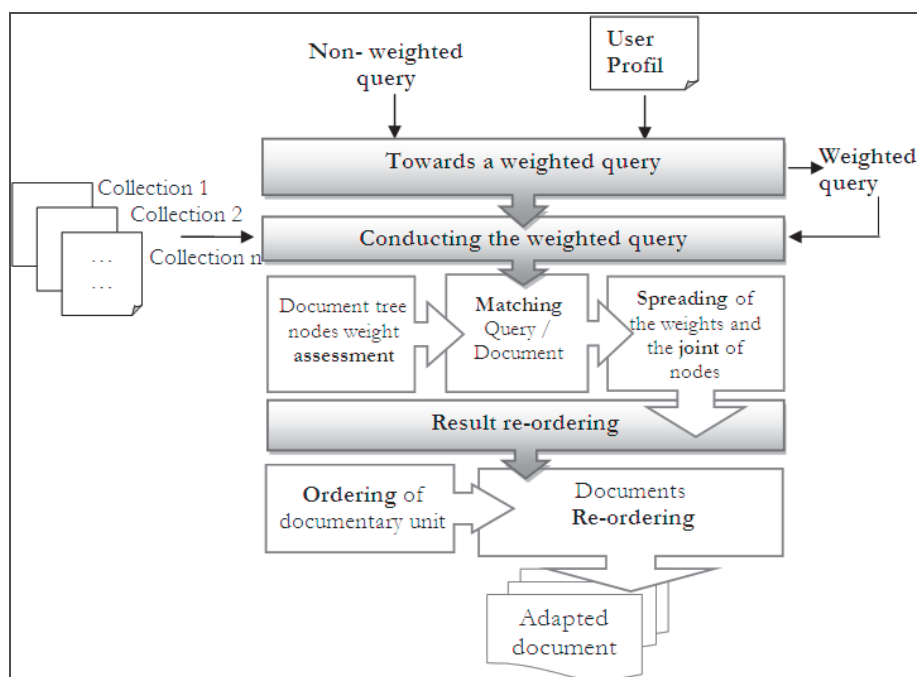 Non- weighted
query
User
Profil
Towards a weighted query
Weighted
query
Collection 1
Collection 2
Collection n
...
...
Conducting the weighted query
Document tree
nodes weight
assessment
Matching
Query /
Document
Spreading of
the weights and
the joint of
nodes
Result re-ordering
Ordering of
documentary unit
Documents
Re-ordering
Adapted
document